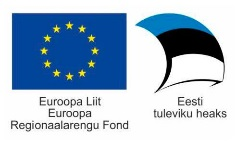 Euroopa Liit
Euroopa
Regionaalarengu Fond
Eesti
tuleviku heaks